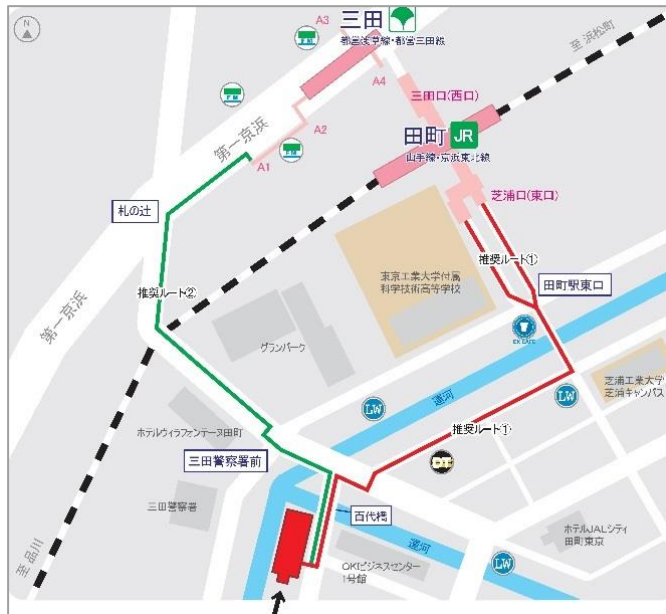 N
A3
三田
都営浅草線・都営三田線
至 浜松町
A4
三田口(西口)
第一京浜
A2
A1
田町 JR
山手線・京浜東北線
芝浦口(東口)
札の辻
推奨ルート①
東京工業大学付属
科学技術高等学校
田町駅東口
推奨ルート②
第一京浜
グランパーク
芝浦工業大学
芝浦キャンパス
LW
運河
LW
ホテルヴィラフォンテーヌ田町
推奨ルート①
三田警察署前
三田警察署
百代橋
ホテルJALシティ
田町東京
運河
至 品川
OKIビジネスセンター
1号館
LW